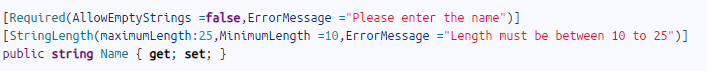 [Required(AllowEmptyStrings =false,ErrorMessage ="Please enter the name")]
[StringLength(maximumLength:25,MinimumLength =10,ErrorMessage ="Length must be between 10 to 25")]
public string Name { get; set; }